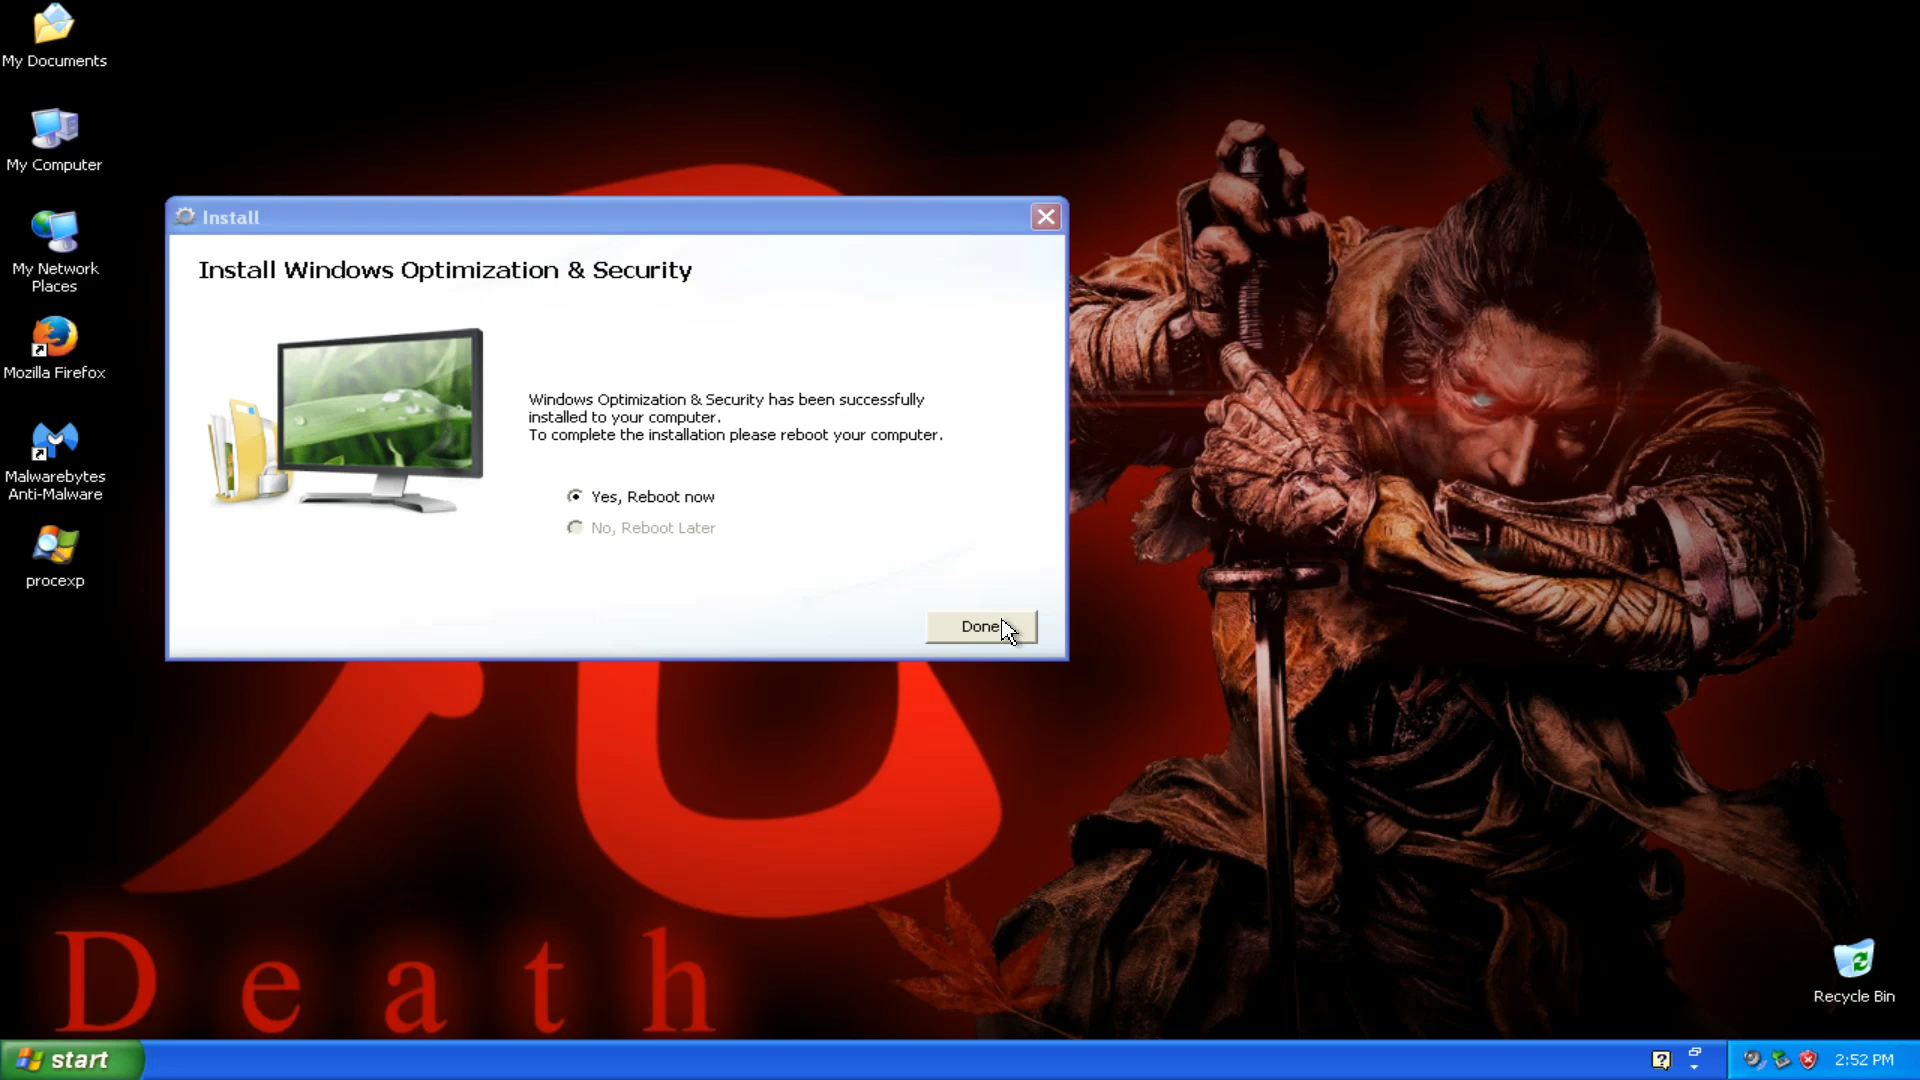 My Documents
My Computer
My Network
Places
Mozilla Firefox
Malwarebytes
Anti-Malware
procexp
Install
Install Windows Optimization & Security
Windows Optimization & Security has been successfully
installed to your computer.
To complete the installation please reboot your computer.
Yes, Reboot now
No, Reboot Later
Done
Death
Recycle Bin
start
?
2:52 PM